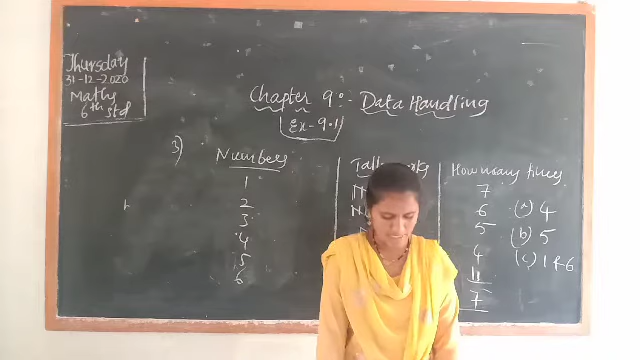 Thursday
31-12-2020
Maths
6th std
Chapter 9:- Data Handling
Ex-9.1
3) Numbers How many times
1 7
2 6 (a) 4
3 5 (b) 5
4 4 (c) 1 & 6
5
6 7